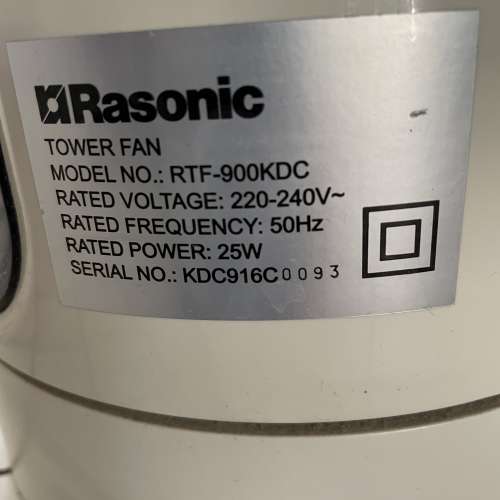 Rasonic
TOWER FAN
MODEL NO.: RTF-900KDC
RATED VOLTAGE: 220-240V~
RATED FREQUENCY: 50Hz
RATED POWER: 25W
SERIAL NO.: KDC916C0093